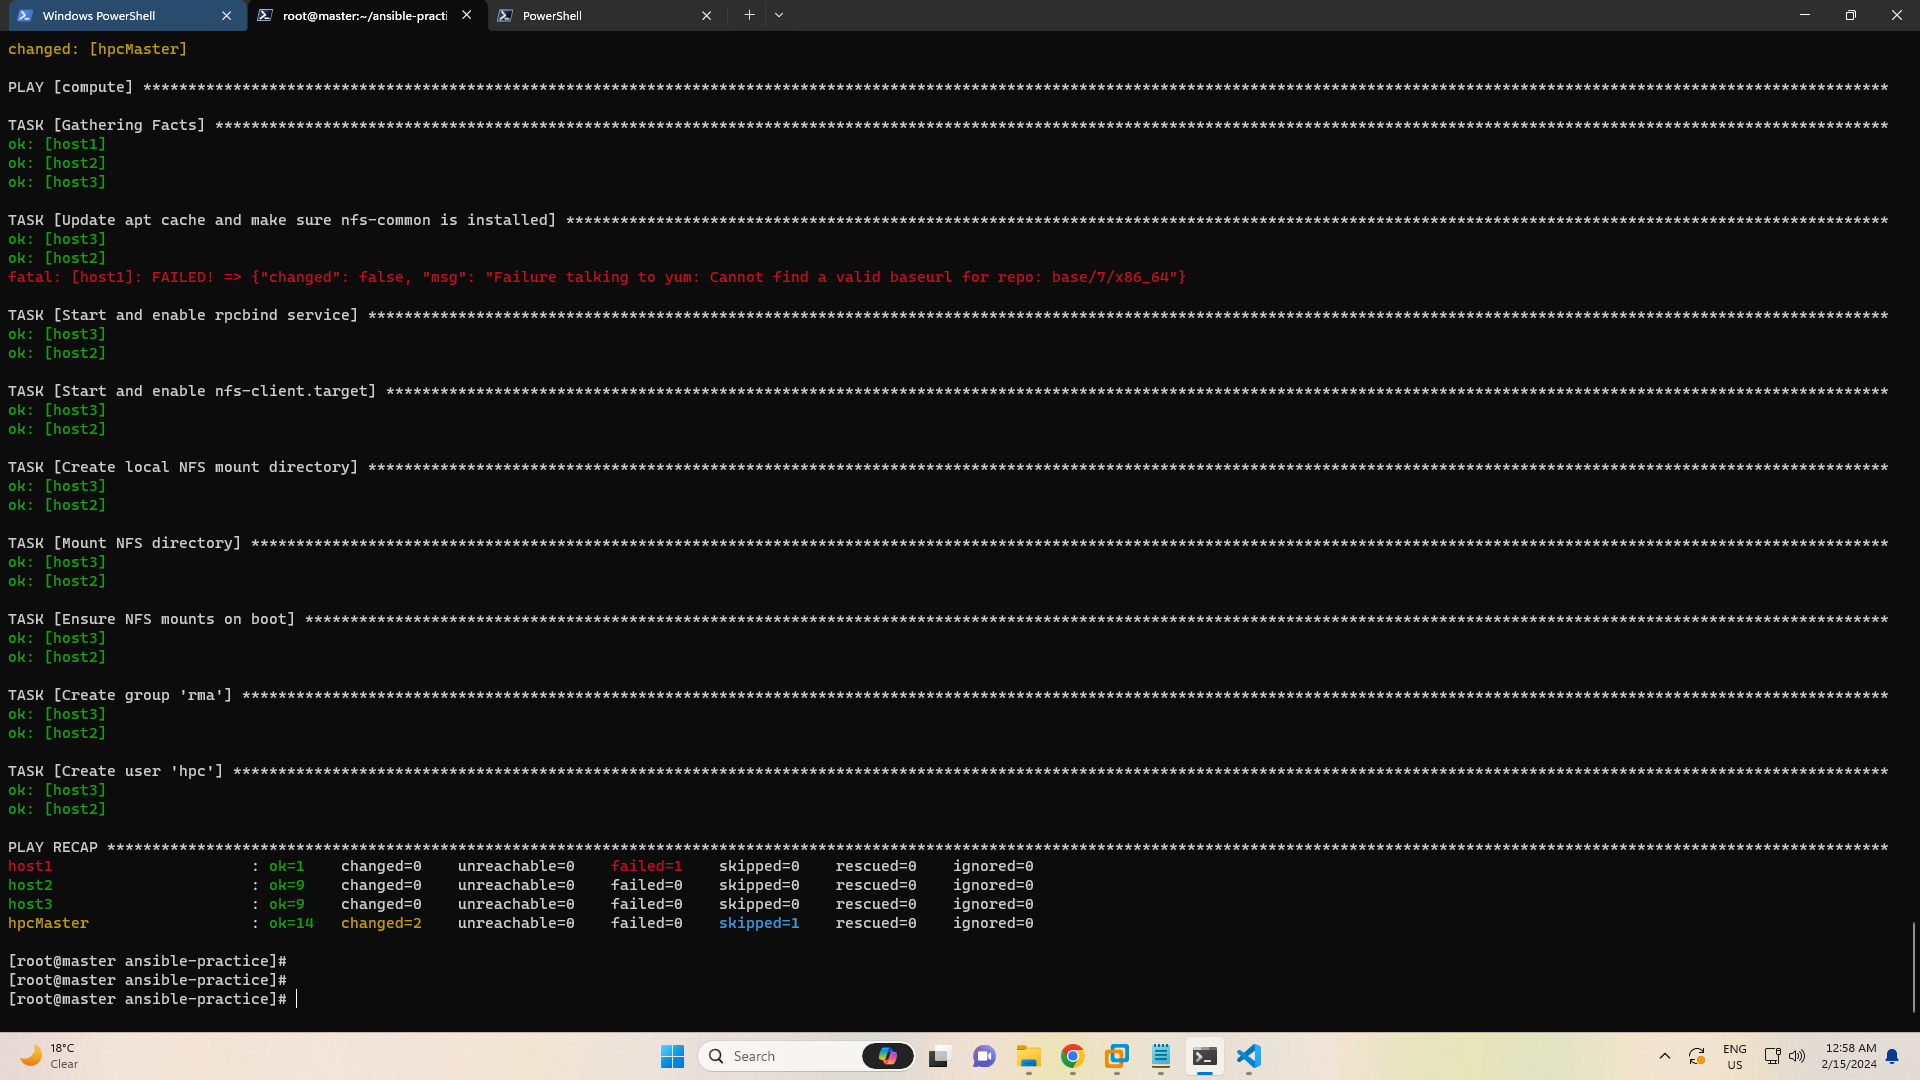 Windows PowerShell
root@master:~/ansible-practi
PowerShell
changed: [hpcMaster]
PLAY [compute] **********************************************************************************************************************************************************************************************
TASK [Gathering Facts] **************************************************************************************************************************************************************************************
ok: [host1]
ok: [host2]
ok: [host3]
TASK [Update apt cache and make sure nfs-common is installed] ***********************************************************************************************************************************************
ok: [host3]
ok: [host2]
fatal: [host1]: FAILED! => {"changed": false, "msg": "Failure talking to yum: Cannot find a valid baseurl for repo: base/7/x86_64"}
TASK [Start and enable rpcbind service] *********************************************************************************************************************************************************************
ok: [host3]
ok: [host2]
TASK [Start and enable nfs-client.target] *******************************************************************************************************************************************************************
ok: [host3]
ok: [host2]
TASK [Create local NFS mount directory] *********************************************************************************************************************************************************************
ok: [host3]
ok: [host2]
TASK [Mount NFS directory] **********************************************************************************************************************************************************************************
ok: [host3]
ok: [host2]
TASK [Ensure NFS mounts on boot] ****************************************************************************************************************************************************************************
ok: [host3]
ok: [host2]
TASK [Create group 'rma'] ***********************************************************************************************************************************************************************************
ok: [host3]
ok: [host2]
TASK [Create user 'hpc'] ************************************************************************************************************************************************************************************
ok: [host3]
ok: [host2]
PLAY RECAP **************************************************************************************************************************************************************************************************
host1 : ok=1 changed=0 unreachable=0 failed=1 skipped=0 rescued=0 ignored=0
host2 : ok=9 changed=0 unreachable=0 failed=0 skipped=0 rescued=0 ignored=0
host3 : ok=9 changed=0 unreachable=0 failed=0 skipped=0 rescued=0 ignored=0
hpcMaster : ok=14 changed=2 unreachable=0 failed=0 skipped=1 rescued=0 ignored=0
[root@master ansible-practice]#
[root@master ansible-practice]#
[root@master ansible-practice]#
18°C
Clear
Search
ENG
US
12:58 AM
2/15/2024